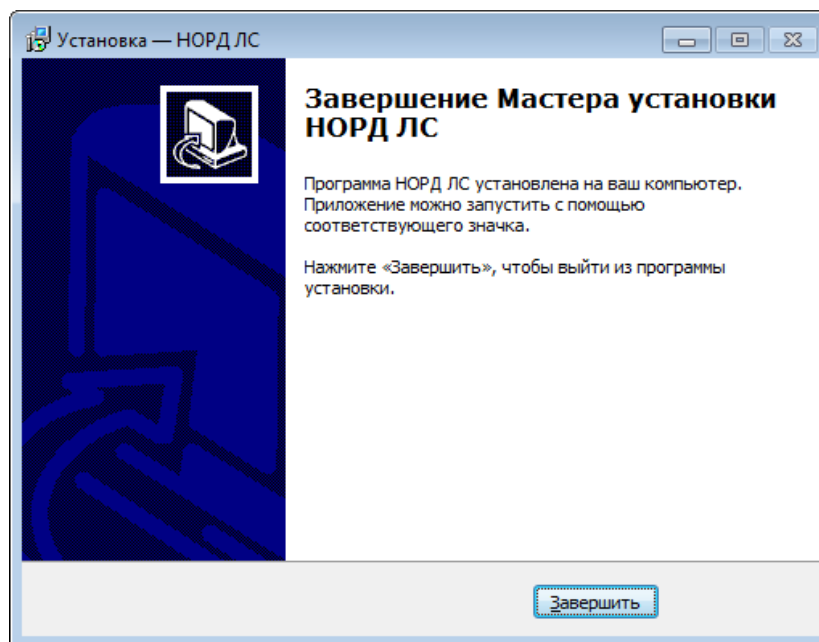 Установка — НОРД ЛС
Завершение Мастера установки
НОРД ЛС
Программа НОРД ЛС установлена на ваш компьютер.
Приложение можно запустить с помощью
соответствующего значка.
Нажмите «Завершить», чтобы выйти из программы
установки.
Завершить